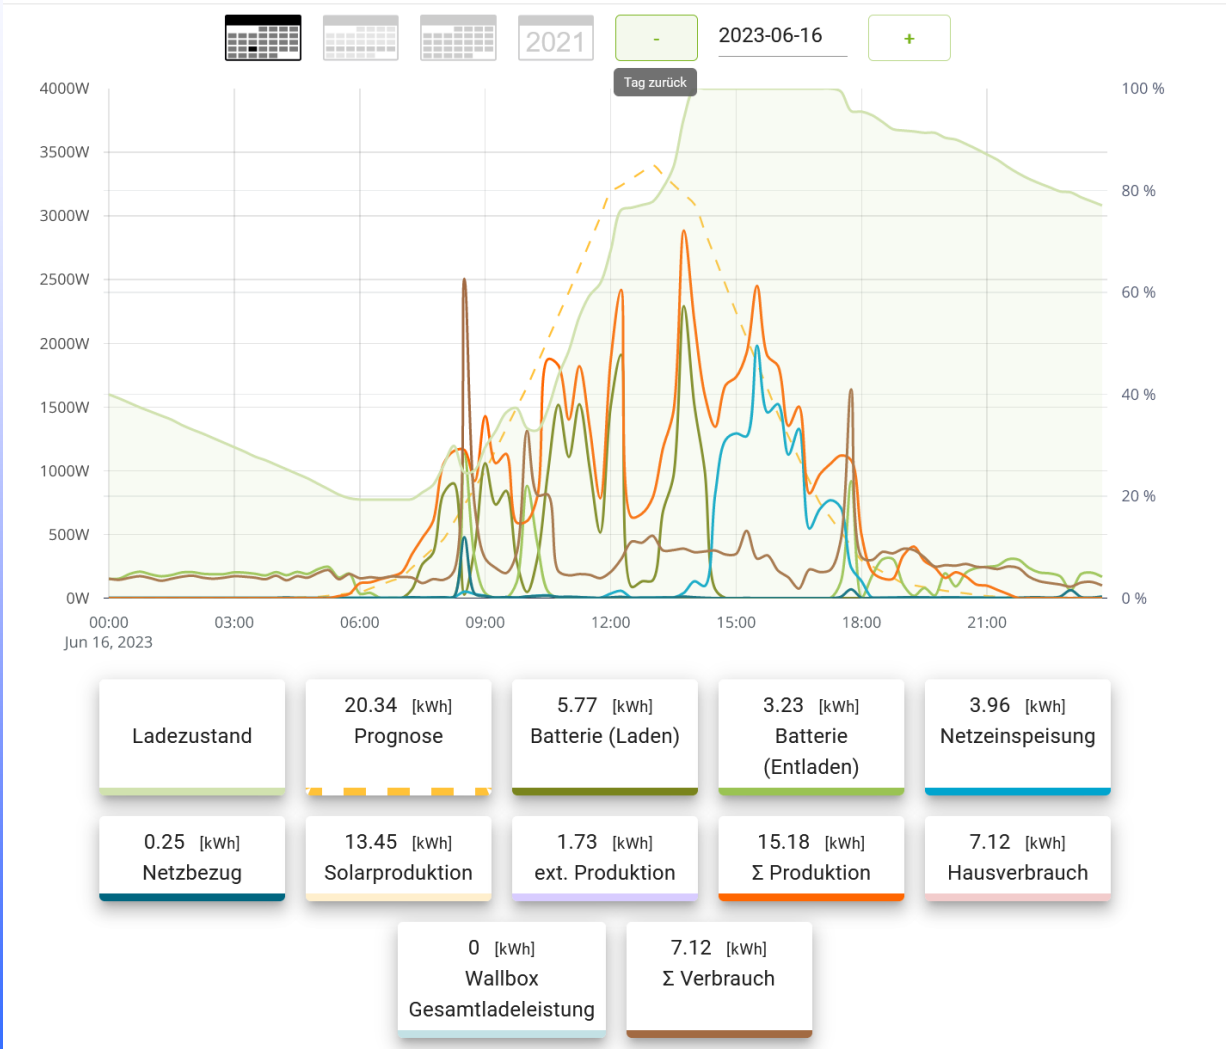 2021
-
2023-06-16
+
Tag zurück
4000W
3500W
3000W
2500W
2000W
1500W
1000W
500W
0W
100 %
80 %
60 %
40 %
20 %
0 %
00:00 03:00 06:00 09:00 12:00 15:00 18:00 21:00
Jun 16, 2023
Ladezustand
20.34 [kWh]
Prognose
5.77 [kWh]
Batterie (Laden)
3.23 [kWh]
Batterie
(Entladen)
3.96 [kWh]
Netzeinspeisung
0.25 [kWh]
Netzbezug
13.45 [kWh]
Solarproduktion
1.73 [kWh]
ext. Produktion
15.18 [kWh]
Σ Produktion
7.12 [kWh]
Hausverbrauch
0 [kWh]
Wallbox
Gesamtladeleistung
7.12 [kWh]
Σ Verbrauch